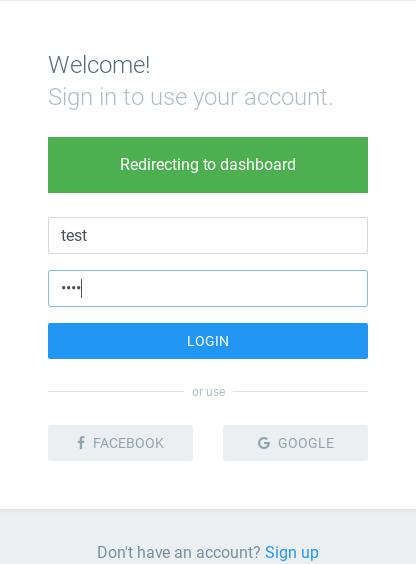 Welcome!
Sign in to use your account.
Redirecting to dashboard
test
••••
LOGIN
or use
FACEBOOK
GOOGLE
Don't have an account? Sign up